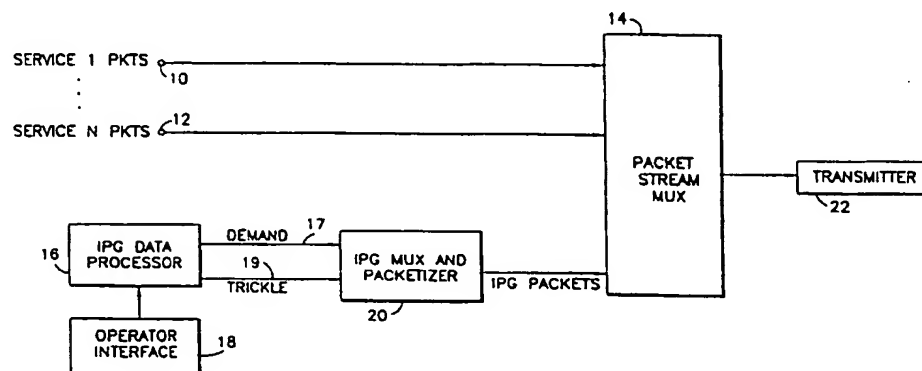 14
SERVICE 1 PKTS
10
SERVICE N PKTS
12
PACKET
STREAM
MUX
TRANSMITTER
22
16
IPG DATA
PROCESSOR
DEMAND
17
19
TRICKLE
IPG MUX AND
PACKETIZER
20
IPG PACKETS
OPERATOR
INTERFACE
18